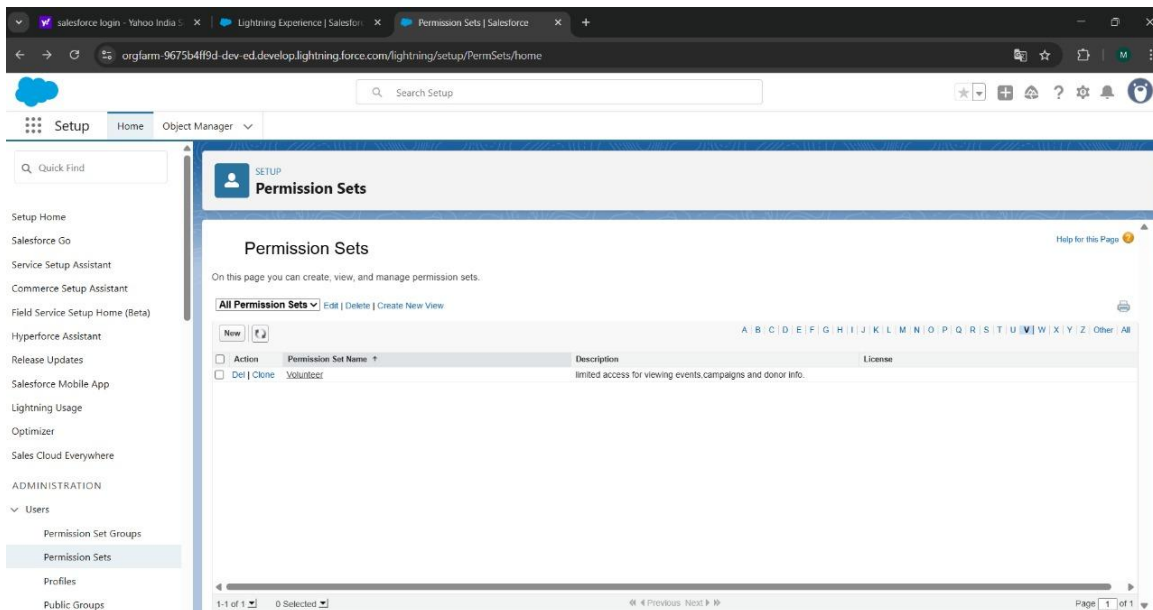 salesforce login - Yahoo India S
Lightning Experience | Salesforc
Permission Sets | Salesforce
orgfarm-9675b4ff9d-dev-ed.develop.lightning.force.com/lightning/setup/PermSets/home
M
Search Setup
Setup Home Object Manager
Quick Find
SETUP
Permission Sets
Setup Home
Salesforce Go
Service Setup Assistant
Commerce Setup Assistant
Field Service Setup Home (Beta)
Hyperforce Assistant
Release Updates
Salesforce Mobile App
Lightning Usage
Optimizer
Sales Cloud Everywhere
ADMINISTRATION
Users
Permission Set Groups
Permission Sets
Profiles
Public Groups
Permission Sets
Help for this Page
On this page you can create, view, and manage permission sets.
All Permission Sets Edit | Delete | Create New View
New A | B | C | D | E | F | G | H | I | J | K | L | M | N | O | P | Q | R | S | T | U | V | W | X | Y | Z | Other | All
Action Permission Set Name Description License
Del | Clone Volunteer limited access for viewing events,campaigns and donor info.
1-1 of 1 0 Selected Previous Next Page 1 of 1